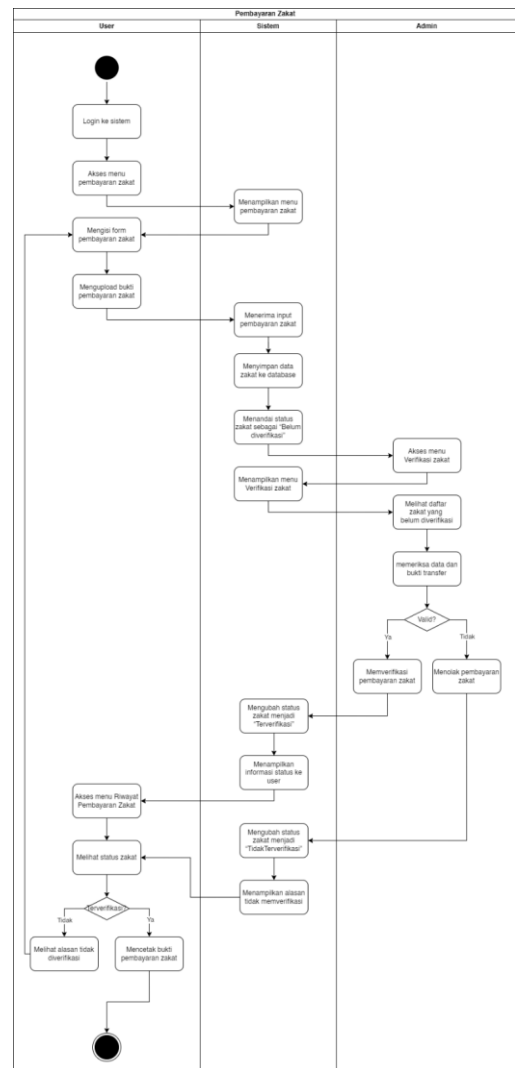 Pembayaran Zakat
User
Sistem
Admin
Login ke sistem
Akses menu
pembayaran zakat
Menampilkan menu
pembayaran zakat
Mengisi form
pembayaran zakat
Mengupload bukti
pembayaran zakat
Menerima input
pembayaran zakat
Menyimpan data
zakat ke database
Menandai status
zakat sebagai "Belum
diverifikasi"
Akses menu
Verifikasi zakat
Menampilkan menu
Verifikasi zakat
Melihat daftar
zakat yang
belum diverifikasi
memeriksa data dan
bukti transfer
Valid?
Ya
Tidak
Memverifikasi
pembayaran zakat
Menolak pembayaran
zakat
Mengubah status
zakat menjadi
"Terverifikasi"
Menampilkan
informasi status ke
user
Akses menu Riwayat
Pembayaran Zakat
Mengubah status
zakat menjadi
"TidakTerverifikasi"
Melihat status zakat
Menampilkan alasan
tidak memverifikasi
Terverifikasi?
Tidak
Ya
Melihat alasan tidak
diverifikasi
Mencetak bukti
pembayaran zakat